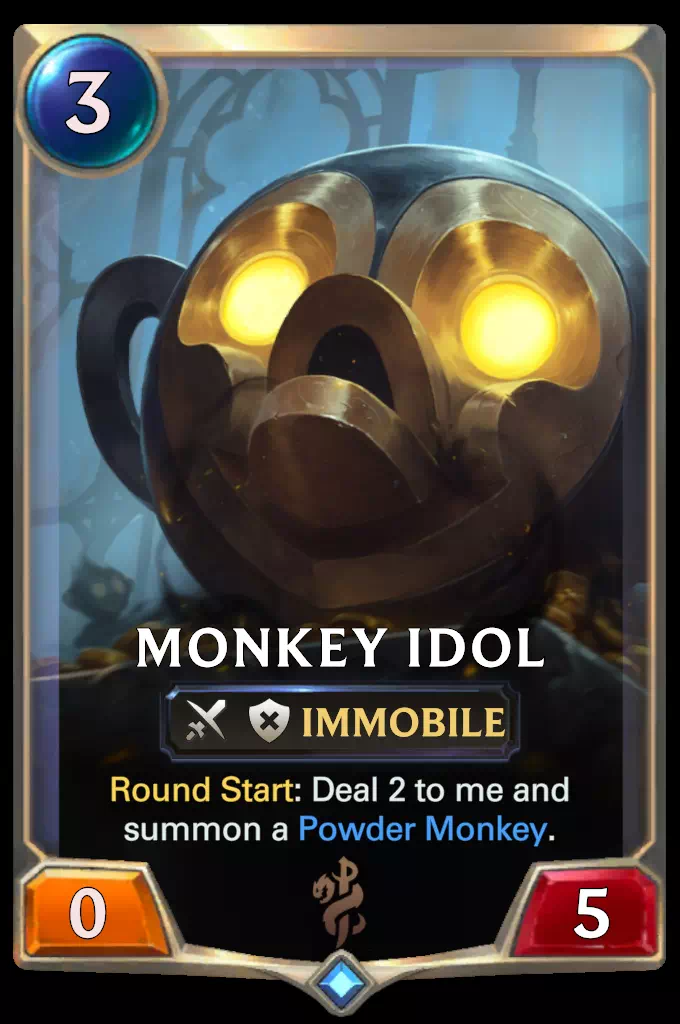 3
MONKEY IDOL
IMMOBILE
Round Start: Deal 2 to me and
summon a Powder Monkey.
0
5